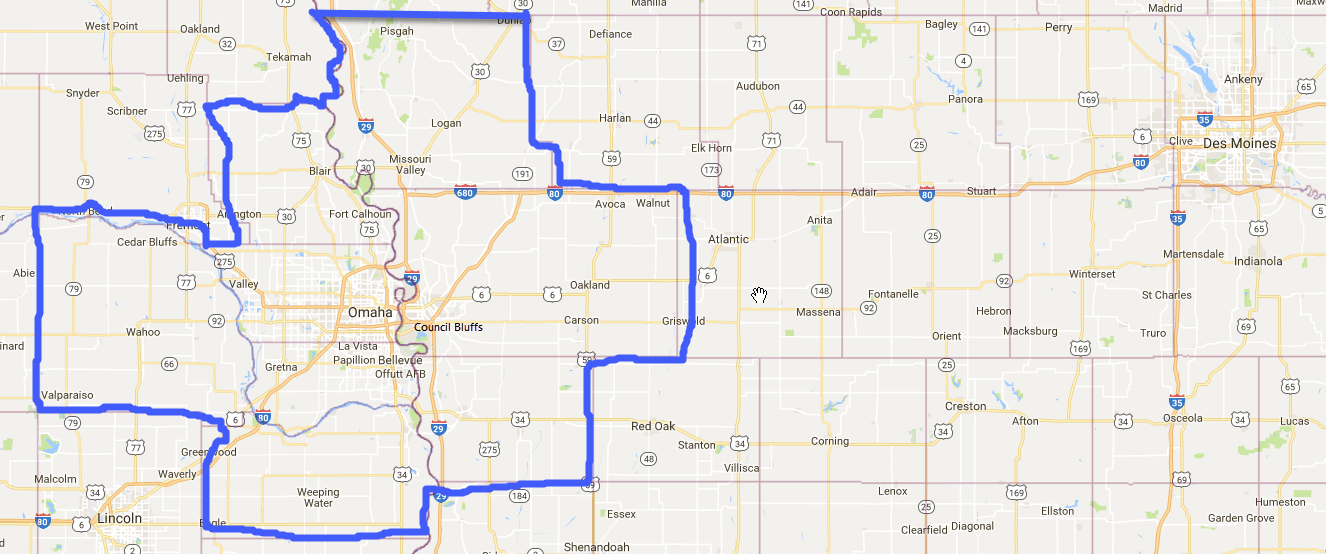 75
30
Manilla
141
Coon Rapids
Madrid
Maxw
West Point
Oakland
Pisgah
Dunlap
Defiance
Bagley
141
Perry
32
37
71
Tekamah
4
Ankeny
Uehling
30
Audubon
65
Snyder
Panora
169
Scribner
77
44
Logan
29
Harlan
44
35
275
6
75
71
25
Clive
Des Moines
Elk Horn
Missouri
Valley
59
80
Blair
30
191
173
79
680
80
80
Adair
80
Stuart
Avoca
Walnut
North Bend
Arlington
30
Fort Calhoun
5
Fremont
75
Anita
35
65
Cedar Bluffs
Atlantic
25
Martensdale
275
Indianola
Abie
77
Valley
29
6
Winterset
79
Oakland
92
6
6
148
Fontanelle
St Charles
92
Omaha
Massena
92
Hebron
Wahoo
Council Bluffs
Carson
Griswold
Macksburg
Truro
69
inard
La Vista
Orient
169
66
Papillion
Bellevue
59
Gretna
Offutt AFB
25
65
Valparaiso
35
Creston
6
80
34
Osceola
79
29
Red Oak
34
Afton
34
34
Lucas
77
275
Stanton
34
Corning
Greenwood
48
Villisca
Waverly
34
Malcolm
69
34
Weeping
Water
29
184
59
Lenox
169
Humeston
80
6
Lincoln
Eagle
Essex
25
Ellston
Garden Grove
Clearfield
Diagonal
2
2
Shenandoah